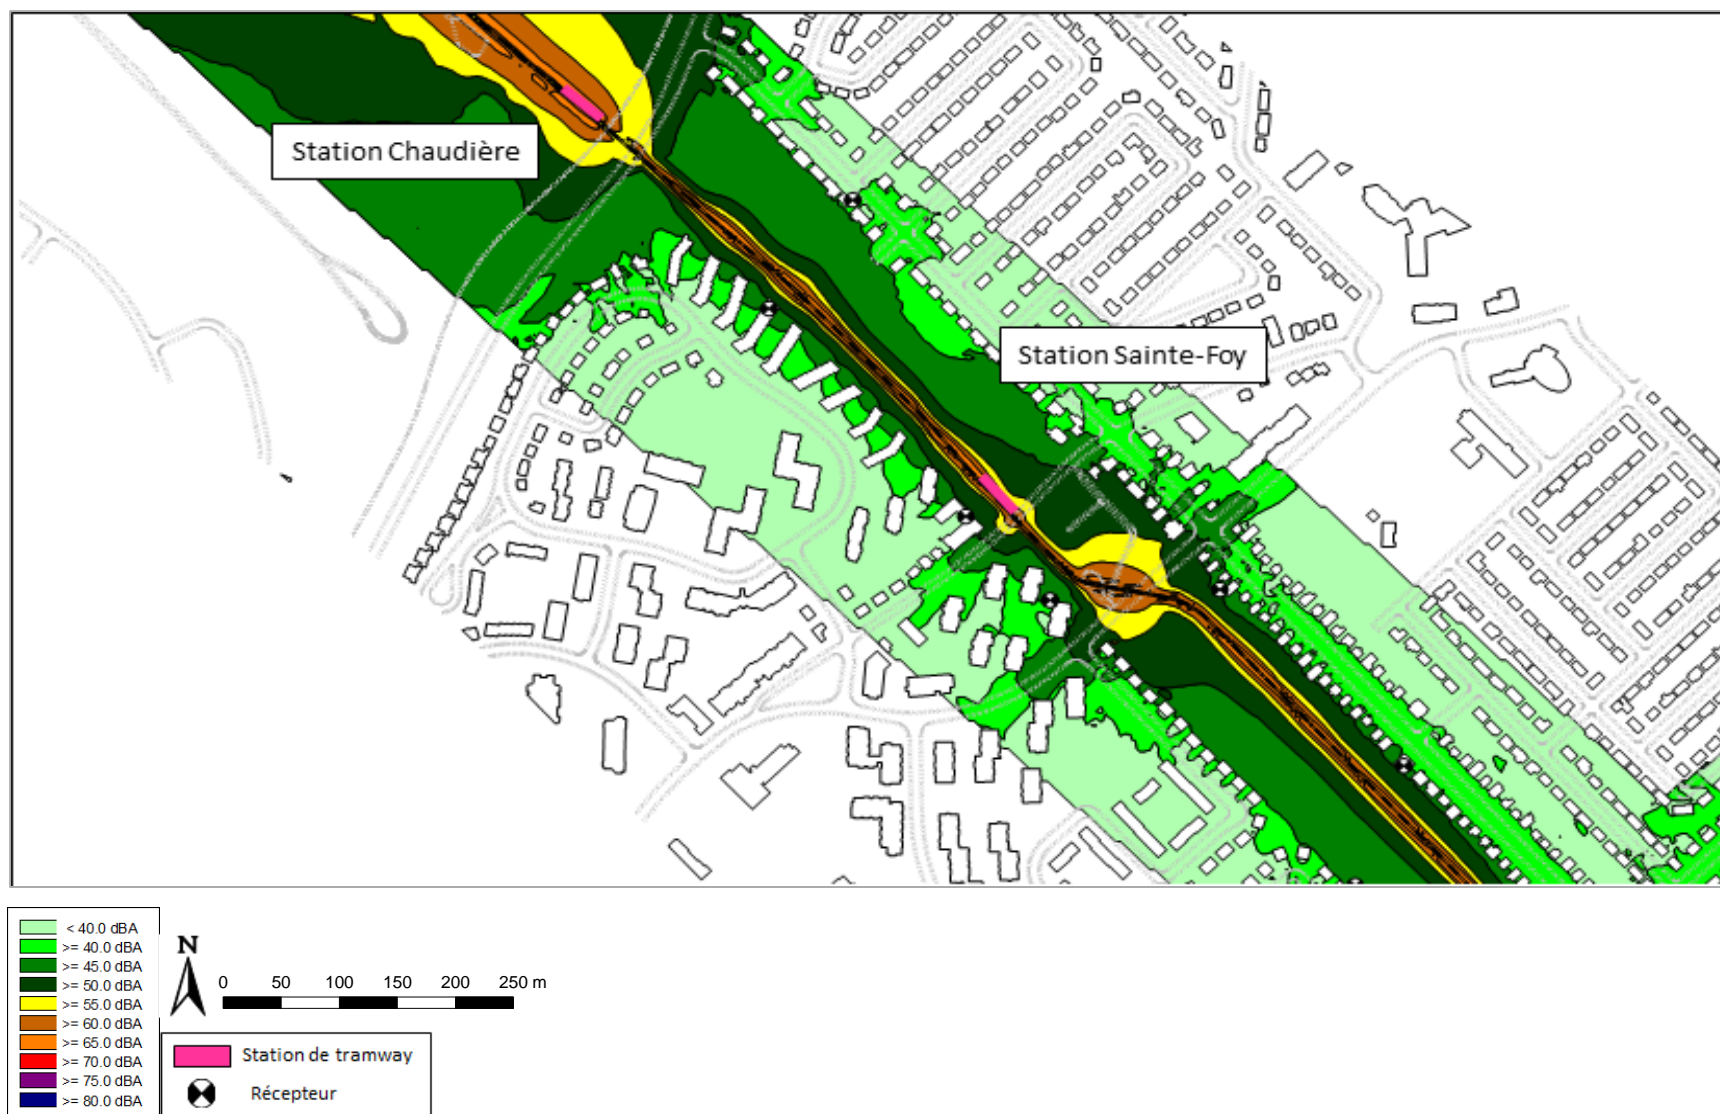 Station Chaudière
Station Sainte-Foy
< 40.0 dBA
>= 40.0 dBA
>= 45.0 dBA
>= 50.0 dBA
>= 55.0 dBA
>= 60.0 dBA
>= 65.0 dBA
>= 70.0 dBA
>= 75.0 dBA
>= 80.0 dBA
N
0 50 100 150 200 250 m
Station de tramway
Récepteur